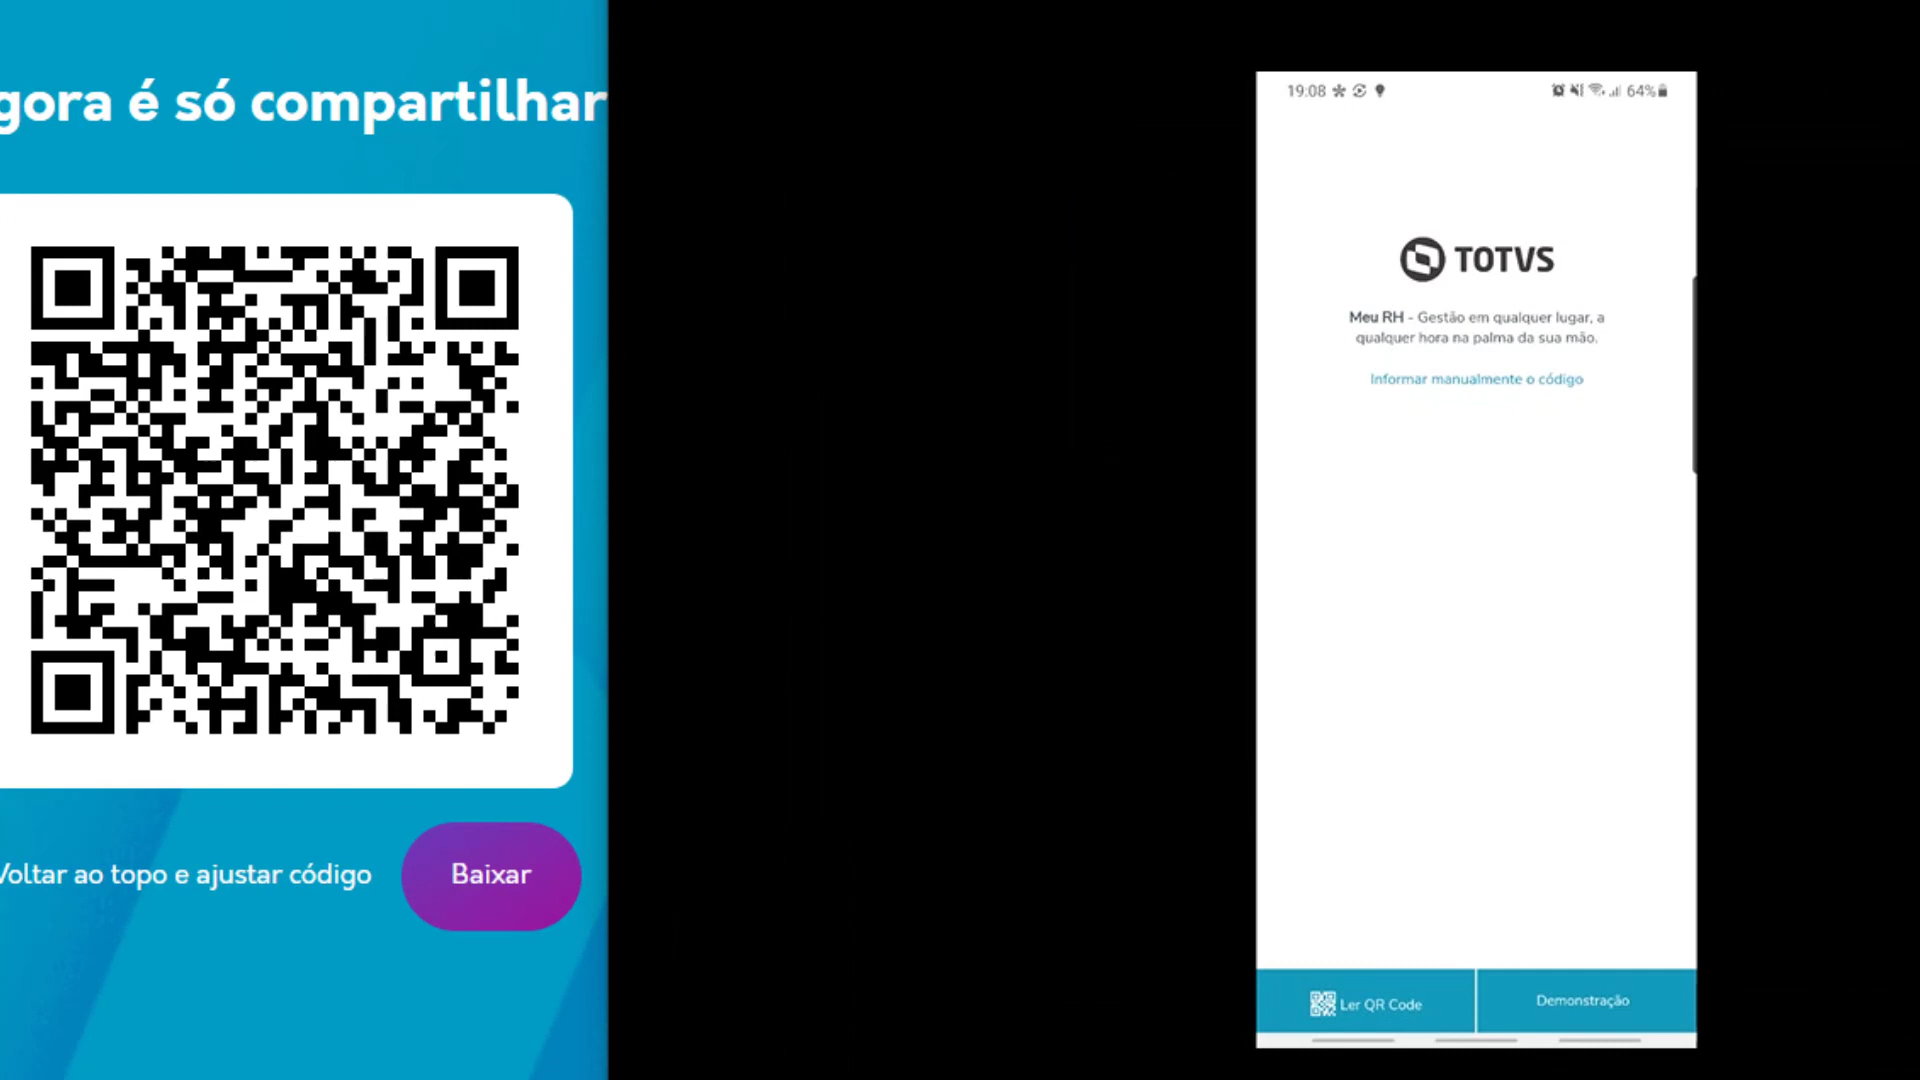 gora é só compartilhar
Voltar ao topo e ajustar código
Baixar
19:08
64%
TOTVS
Meu RH - Gestão em qualquer lugar, a
qualquer hora na palma da sua mão.
Informar manualmente o código
Ler QR Code
Demonstração